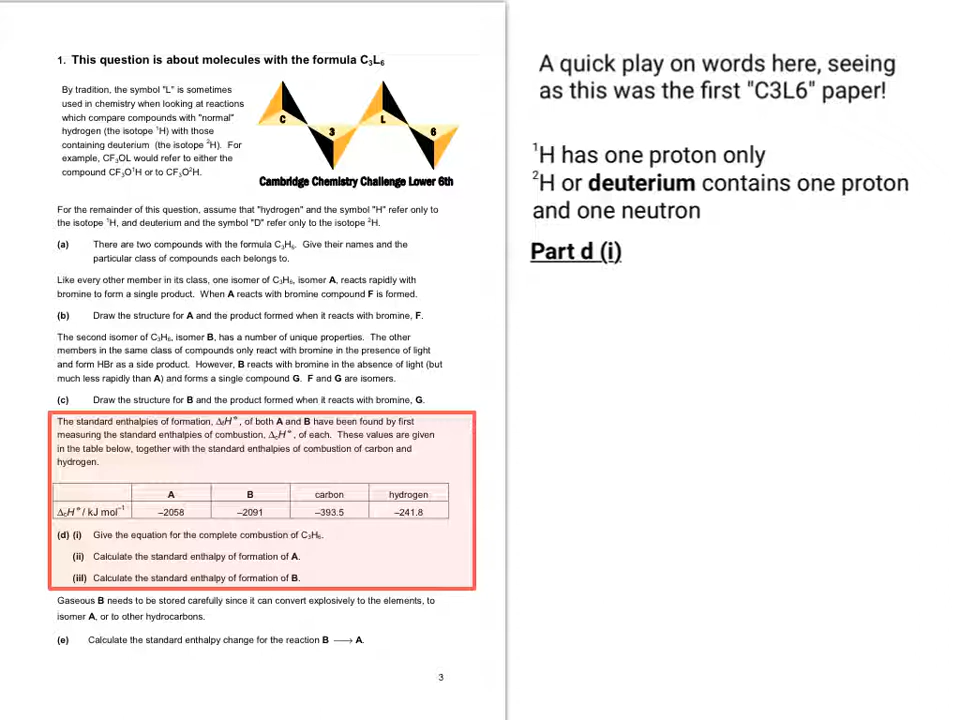 1. This question is about molecules with the formula C₃L₆
By tradition, the symbol "L" is sometimes
used in chemistry when looking at reactions
which compare compounds with "normal"
hydrogen (the isotope ¹H) with those
containing deuterium (the isotope ²H). For
example, CF₃OL would refer to either the
compound CF₃O¹H or to CF₃O²H.
C 3 L 6
Cambridge Chemistry Challenge Lower 6th
For the remainder of this question, assume that "hydrogen" and the symbol "H" refer only to
the isotope ¹H, and deuterium and the symbol "D" refer only to the isotope ²H.
(a) There are two compounds with the formula C₃H₆. Give their names and the
particular class of compounds each belongs to.
Like every other member in its class, one isomer of C₃H₆, isomer A, reacts rapidly with
bromine to form a single product. When A reacts with bromine compound F is formed.
(b) Draw the structure for A and the product formed when it reacts with bromine, F.
The second isomer of C₃H₆, isomer B, has a number of unique properties. The other
members in the same class of compounds only react with bromine in the presence of light
and form HBr as a side product. However, B reacts with bromine in the absence of light (but
much less rapidly than A) and forms a single compound G. F and G are isomers.
(c) Draw the structure for B and the product formed when it reacts with bromine, G.
The standard enthalpies of formation, ΔfH°, of both A and B have been found by first
measuring the standard enthalpies of combustion, ΔcH°, of each. These values are given
in the table below, together with the standard enthalpies of combustion of carbon and
hydrogen.
A B carbon hydrogen
ΔcH° / kJ mol⁻¹ –2058 –2091 –393.5 –241.8
(d) (i) Give the equation for the complete combustion of C₃H₆.
(ii) Calculate the standard enthalpy of formation of A.
(iii) Calculate the standard enthalpy of formation of B.
Gaseous B needs to be stored carefully since it can convert explosively to the elements, to
isomer A, or to other hydrocarbons.
(e) Calculate the standard enthalpy change for the reaction B ⟶ A.
3
A quick play on words here, seeing
as this was the first "C3L6" paper!
¹H has one proton only
²H or deuterium contains one proton
and one neutron
Part d (i)